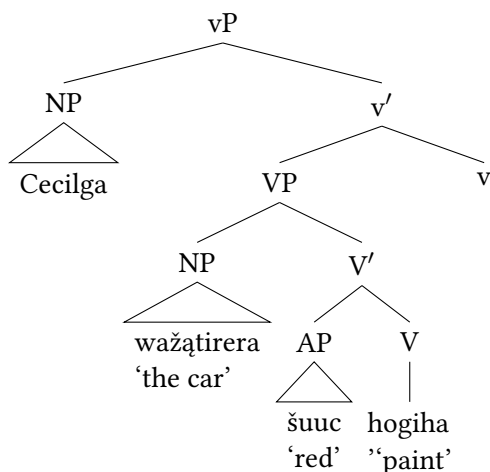 vP
NP v′
Cecilga VP v
NP V′
wažątirera AP V
‘the car’
šuuc hogiha
‘red’ ’‘paint’